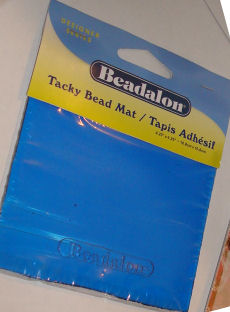 DESIGNER
Series
Beadalon®
Tacky Bead Mat / Tapis Adhésif
Beadalon